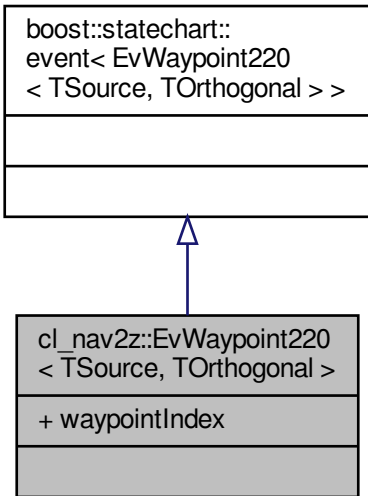 boost::statechart::
event< EvWaypoint220
< TSource, TOrthogonal > >
cl_nav2z::EvWaypoint220
< TSource, TOrthogonal >
+ waypointIndex